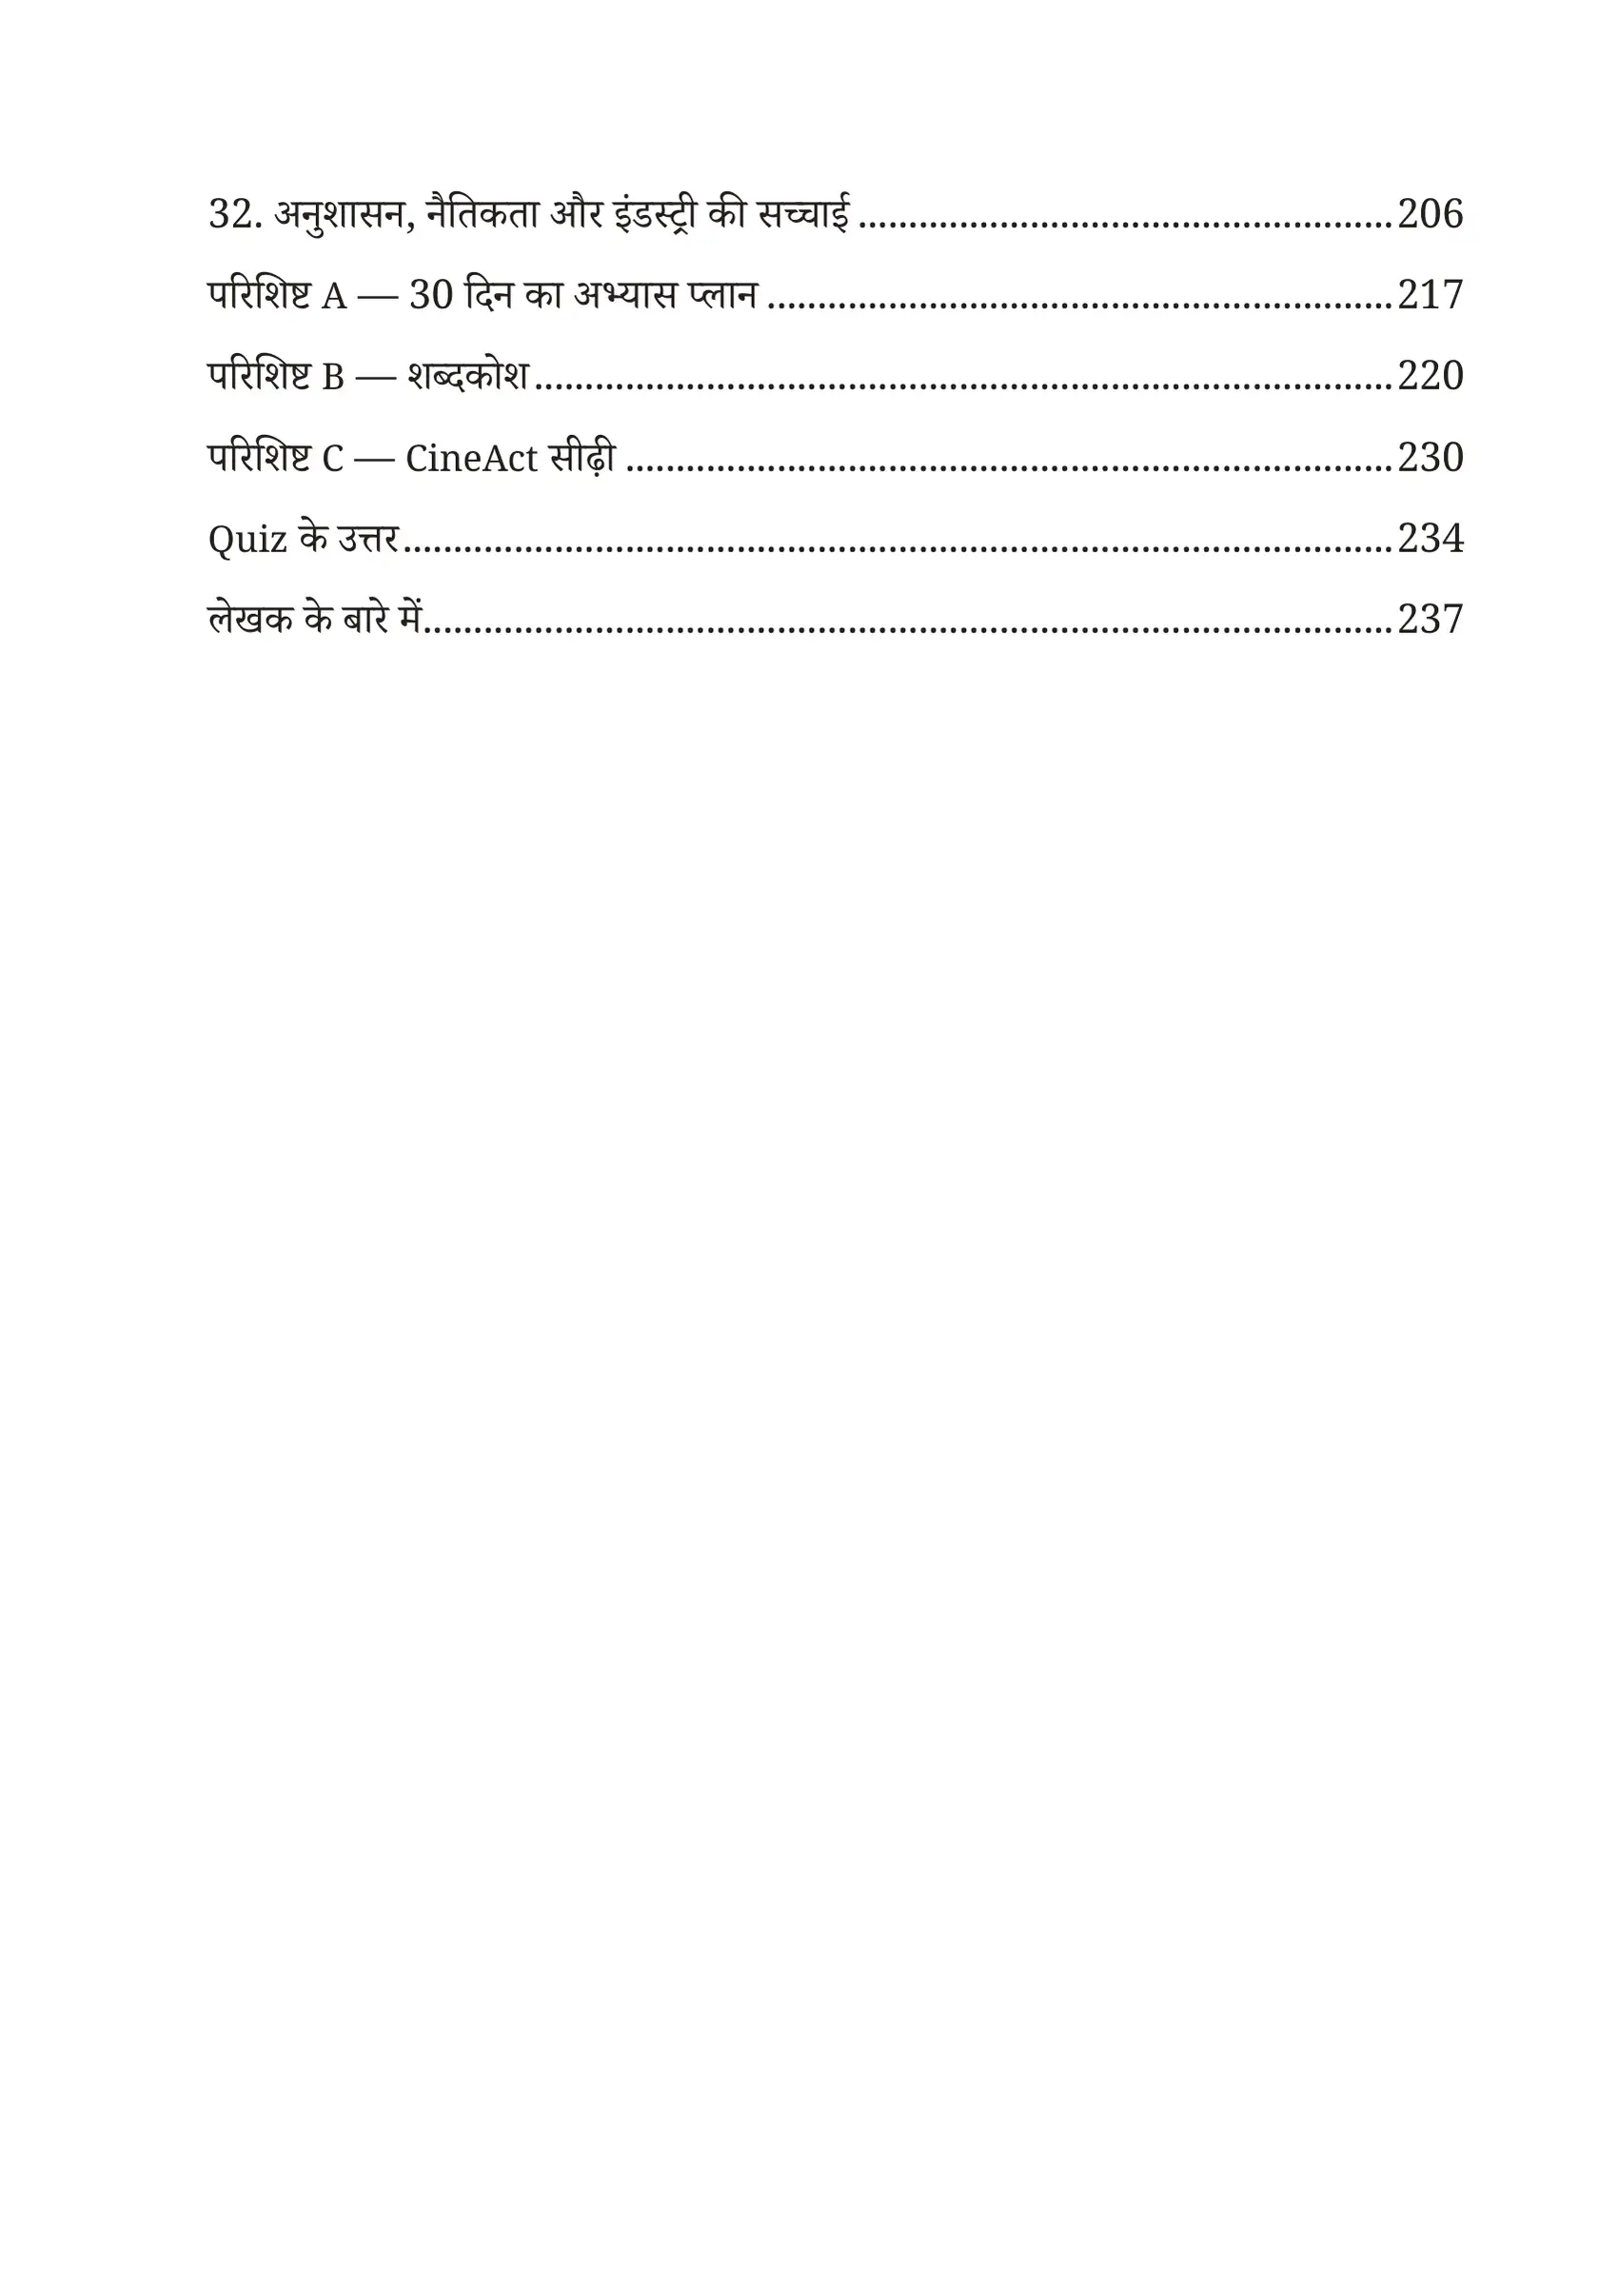 32. अनुशासन, नैतिकता और इंडस्ट्री की सच्चाई ..................................................... 206
परिशिष्ट A — 30 दिन का अभ्यास प्लान .............................................................. 217
परिशिष्ट B — शब्दकोश ..................................................................................... 220
परिशिष्ट C — CineAct सीढ़ी ............................................................................ 230
Quiz के उत्तर .................................................................................................. 234
लेखक के बारे में ................................................................................................ 237